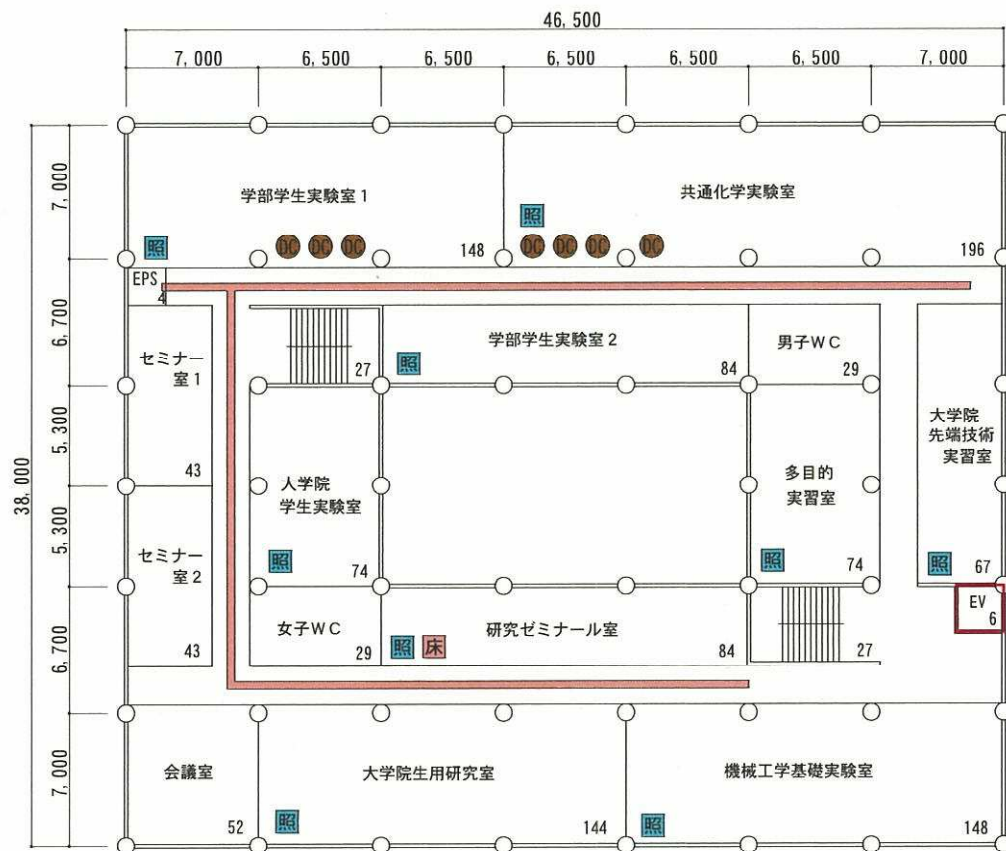 46,500
7,000
6,500
6,500
6,500
6,500
6,500
7,000
38,000
7,000
6,700
5,300
5,300
6,700
7,000
学部学生実験室1
照
DC
DC
DC
148
共通化学実験室
照
DC
DC
DC
DC
196
EPS
4
セミナー
室1
43
27
学部学生実験室2
照
84
男子WC
29
大学院
先端技術
実習室
照
67
人学院
学生実験室
照
74
多目的
実習室
照
74
セミナー
室2
43
女子WC
29
研究ゼミナール室
照
床
84
27
EV
6
会議室
52
大学院生用研究室
照
144
機械工学基礎実験室
照
148